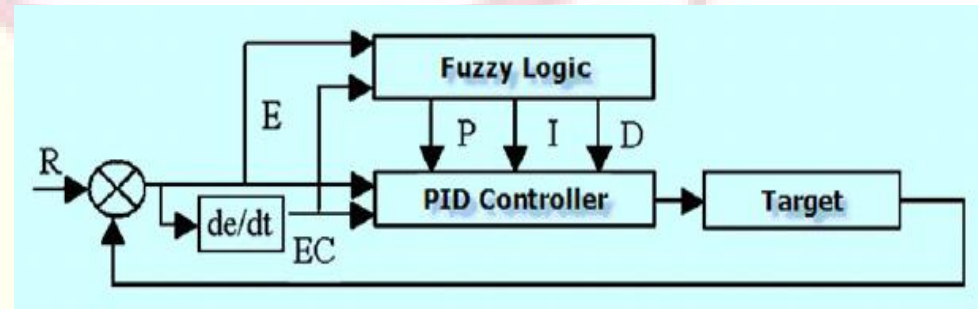 Fuzzy Logic
E
P I D
R
PID Controller
Target
de/dt
EC